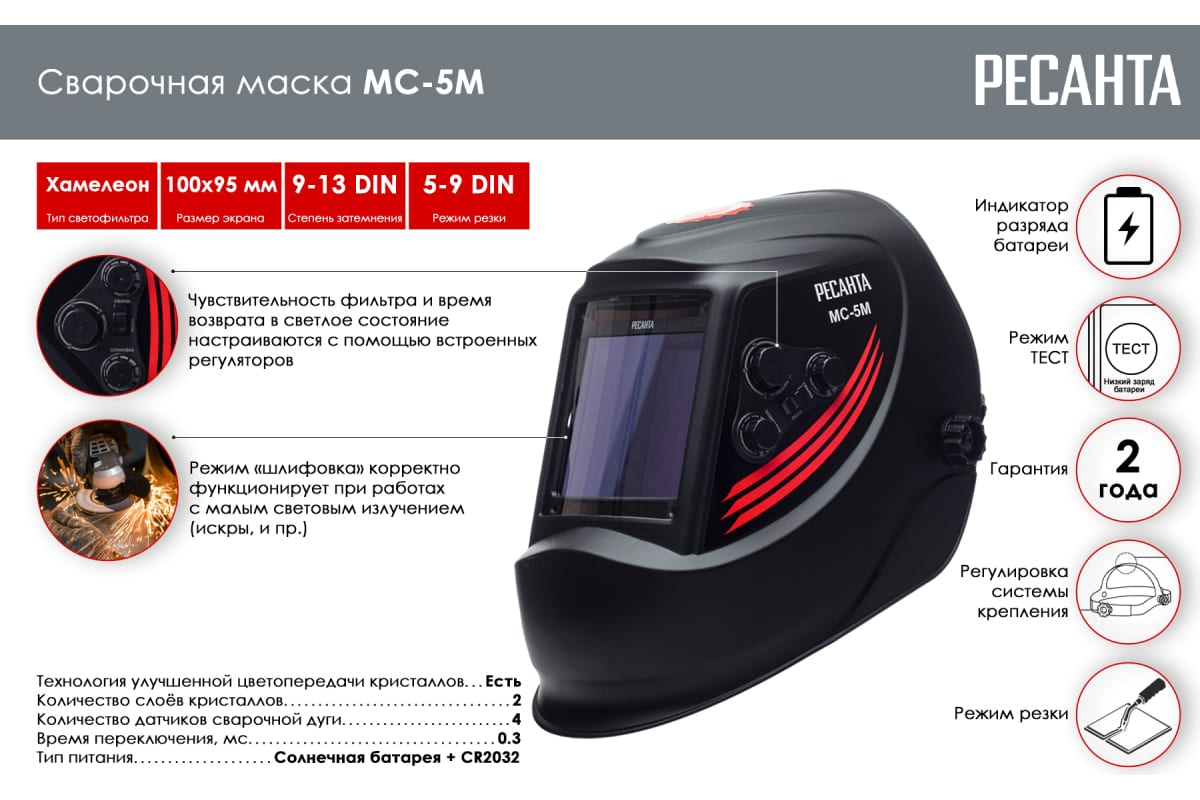 Сварочная маска МС-5М
РЕСАНТА
Хамелеон
Тип светофильтра
100х95 мм
Размер экрана
9-13 DIN
Степень затемнения
5-9 DIN
Режим резки
Чувствительность фильтра и время
возврата в светлое состояние
настраиваются с помощью встроенных
регуляторов
Режим «шлифовка» корректно
функционирует при работах
с малым световым излучением
(искры, и пр.)
Технология улучшенной цветопередачи кристаллов...Есть
Количество слоёв кристаллов...2
Количество датчиков сварочной дуги...4
Время переключения, мс...0.3
Тип питания...Солнечная батарея + CR2032
РЕСАНТА
РЕСАНТА
МС-5М
Индикатор
разряда
батареи
Режим
ТЕСТ
ТЕСТ
Низкий заряд
батареи
Гарантия
2
года
Регулировка
системы
крепления
Режим резки